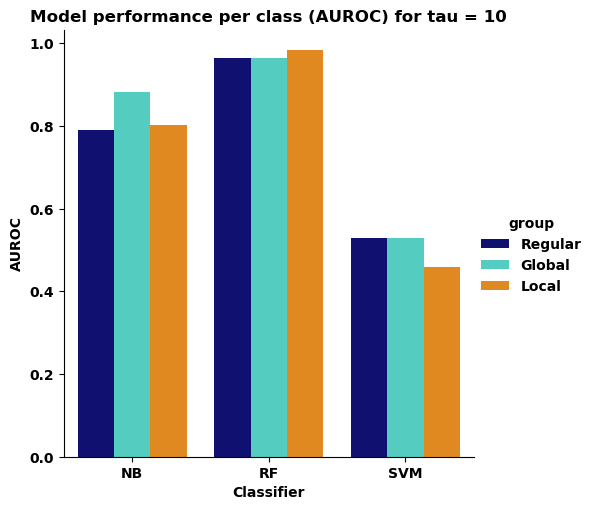 Model performance per class (AUROC) for tau = 10
1.0
0.8
0.6
0.4
0.2
0.0
AUROC
NB
RF
SVM
Classifier
group
Regular
Global
Local